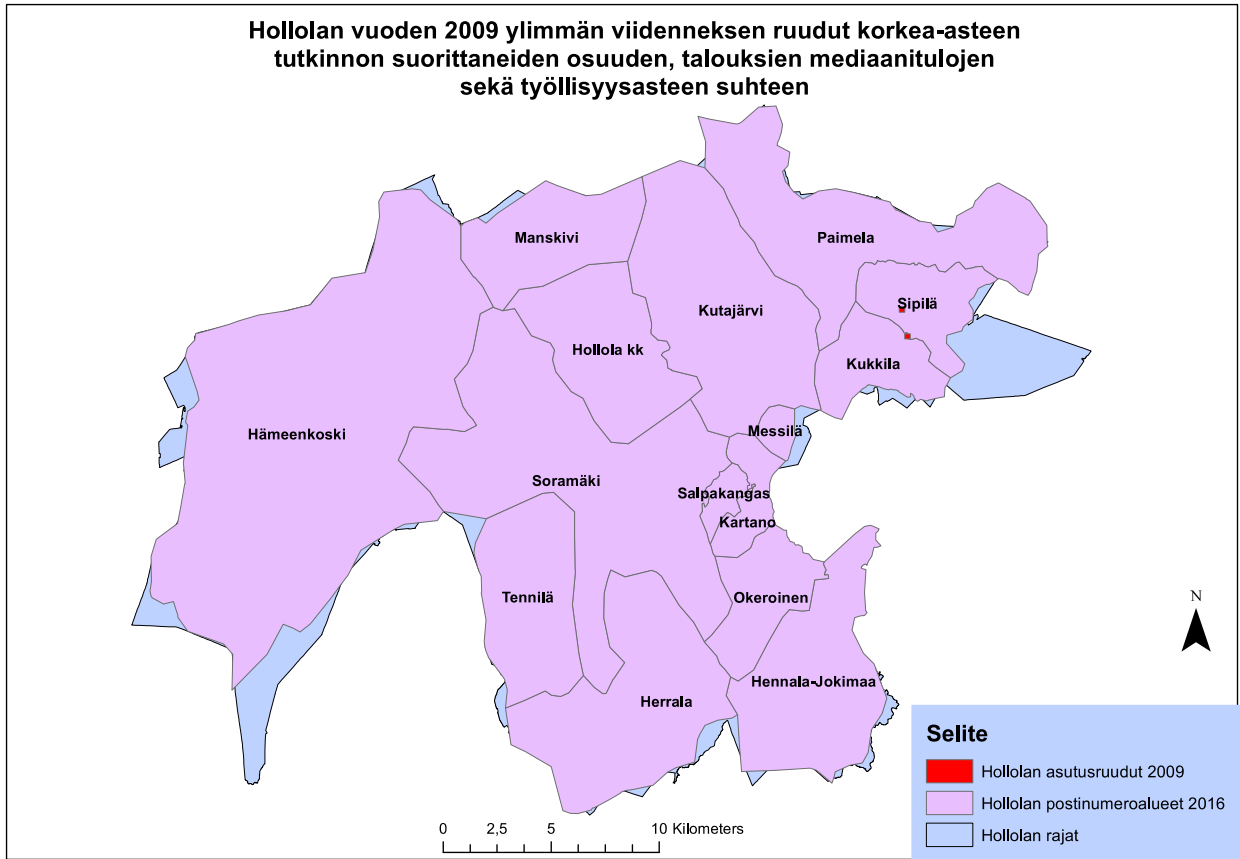 Hollolan vuoden 2009 ylimmän viidenneksen ruudut korkea-asteen
tutkinnon suorittaneiden osuuden, talouksien mediaanitulojen
sekä työllisyysasteen suhteen
Manskivi
Paimela
Sipilä
Kutajärvi
Hollola kk
Kukkila
Hämeenkoski
Messilä
Soramäki
Salpakangas
Kartano
Tennilä
Okeroinen
N
Hennala-Jokimaa
Herrala
Selite
Hollolan asutusruudut 2009
Hollolan postinumeroalueet 2016
Hollolan rajat
0 2,5 5 10 Kilometers